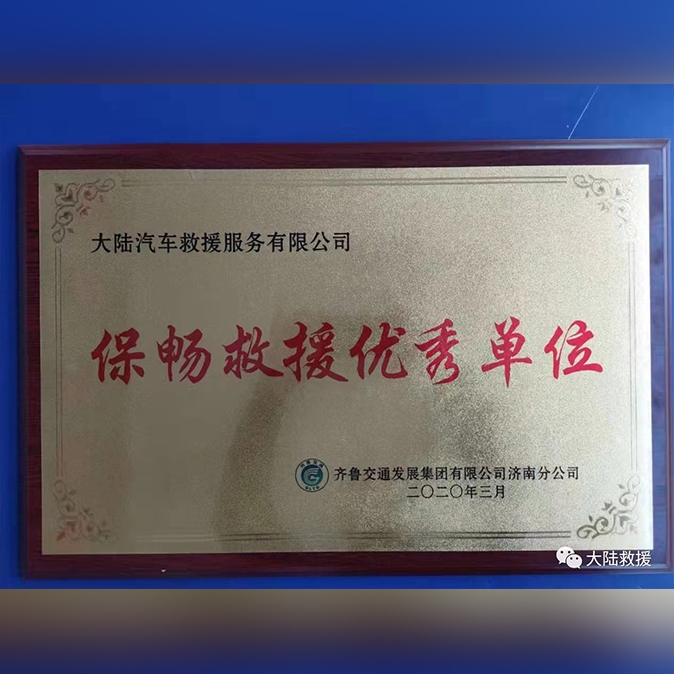 大陆汽车救援服务有限公司
保畅救援优秀单位
齐鲁交通发展集团有限公司济南分公司
二〇二〇年三月
大陆救援